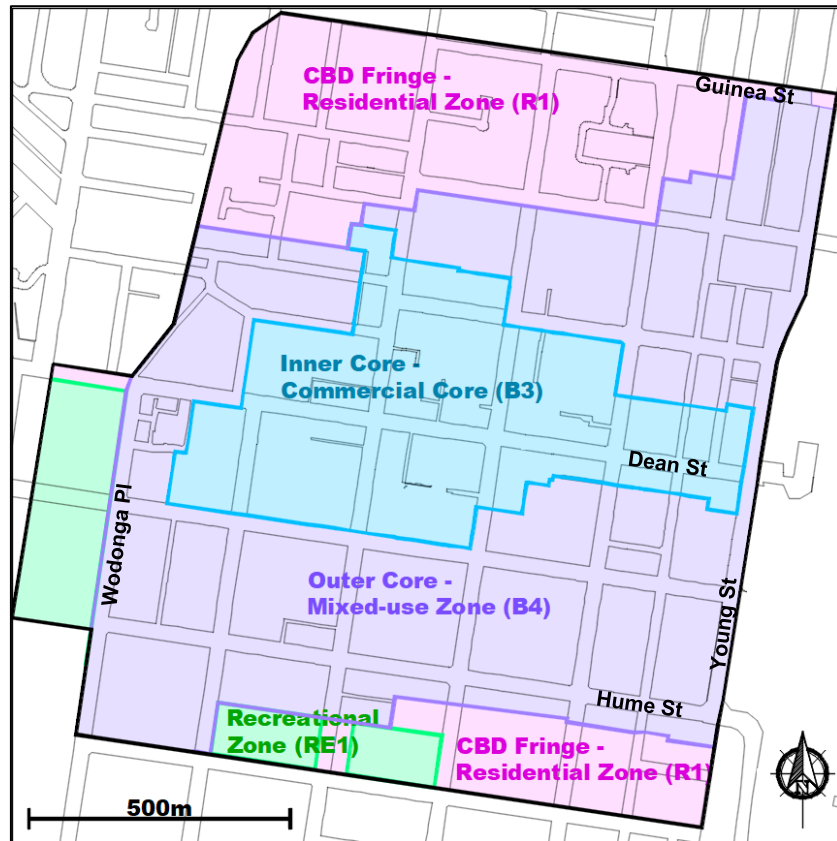 Guinea St
CBD Fringe -
Residential Zone (R1)
Inner Core -
Commercial Core (B3)
Dean St
Wodonga Pl
Outer Core -
Mixed-use Zone (B4)
Young St
Hume St
Recreational
Zone (RE1)
CBD Fringe -
Residential Zone (R1)
500m
N